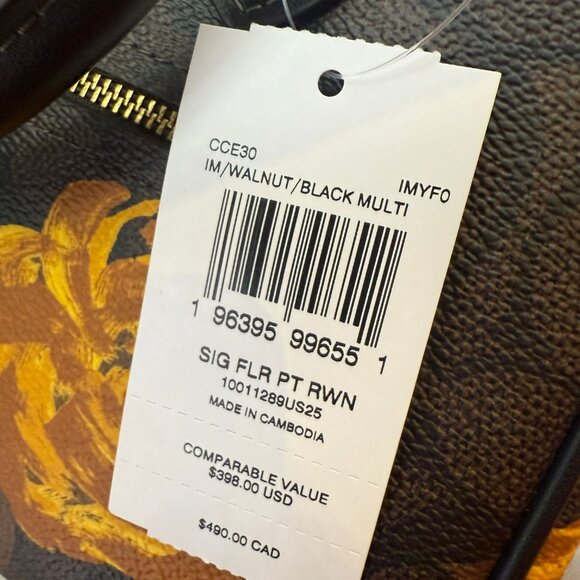 CCE30 IMYF0
IM/WALNUT/BLACK MULTI
1 96395 99655 1
SIG FLR PT RWN
10011289US25
MADE IN CAMBODIA
COMPARABLE VALUE
$398.00 USD
$490.00 CAD